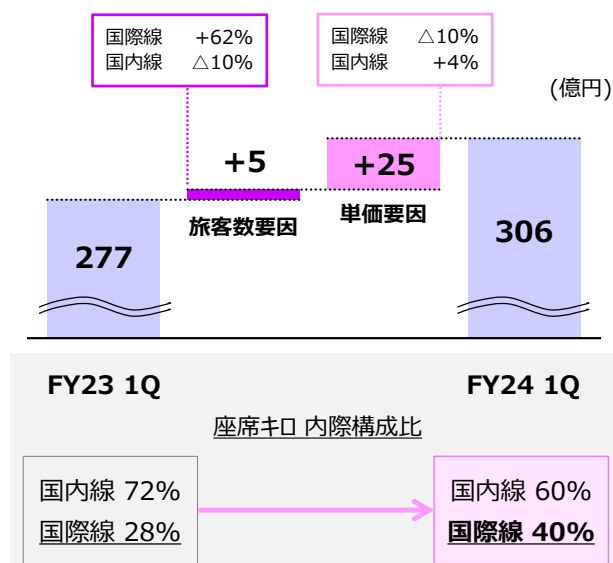 国際線 +62%
国内線 △10%
国際線 △10%
国内線 +4%
(億円)
+5
+25
旅客数要因
単価要因
277
306
FY23 1Q
FY24 1Q
座席キロ 内際構成比
国内線 72%
国際線 28%
国内線 60%
国際線 40%